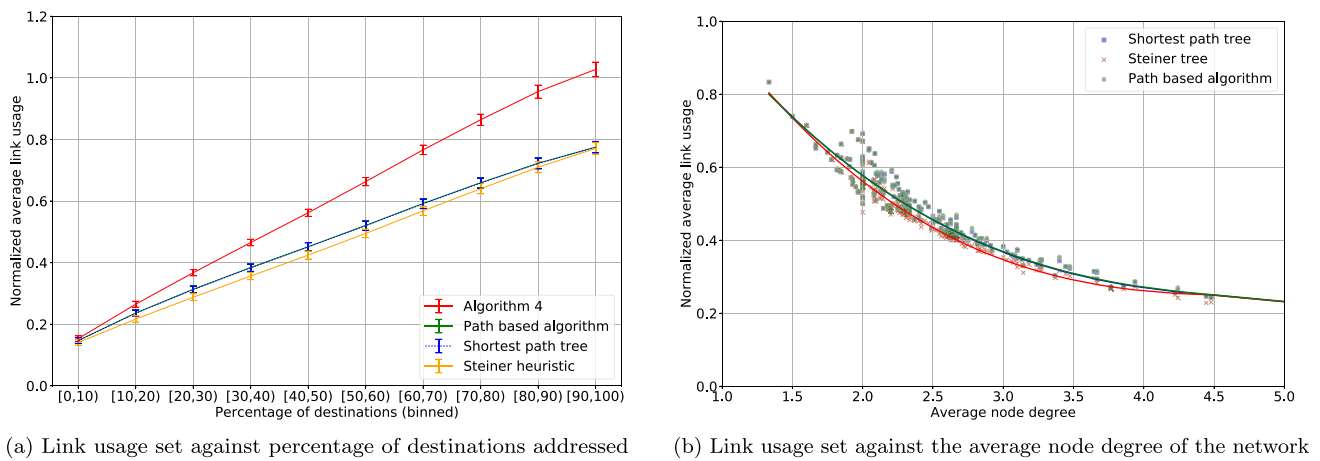 1.2
1.0
0.8
0.6
0.4
0.2
0.0
Normalized average link usage
Algorithm 4
Path based algorithm
Shortest path tree
Steiner heuristic
[0,10) [10,20) [20,30) [30,40) [40,50) [50,60) [60,70) [70,80) [80,90) [90,100)
Percentage of destinations (binned)
(a) Link usage set against percentage of destinations addressed
1.0
0.8
0.6
0.4
0.2
0.0
Normalized average link usage
Shortest path tree
Steiner tree
Path based algorithm
1.0 1.5 2.0 2.5 3.0 3.5 4.0 4.5 5.0
Average node degree
(b) Link usage set against the average node degree of the network